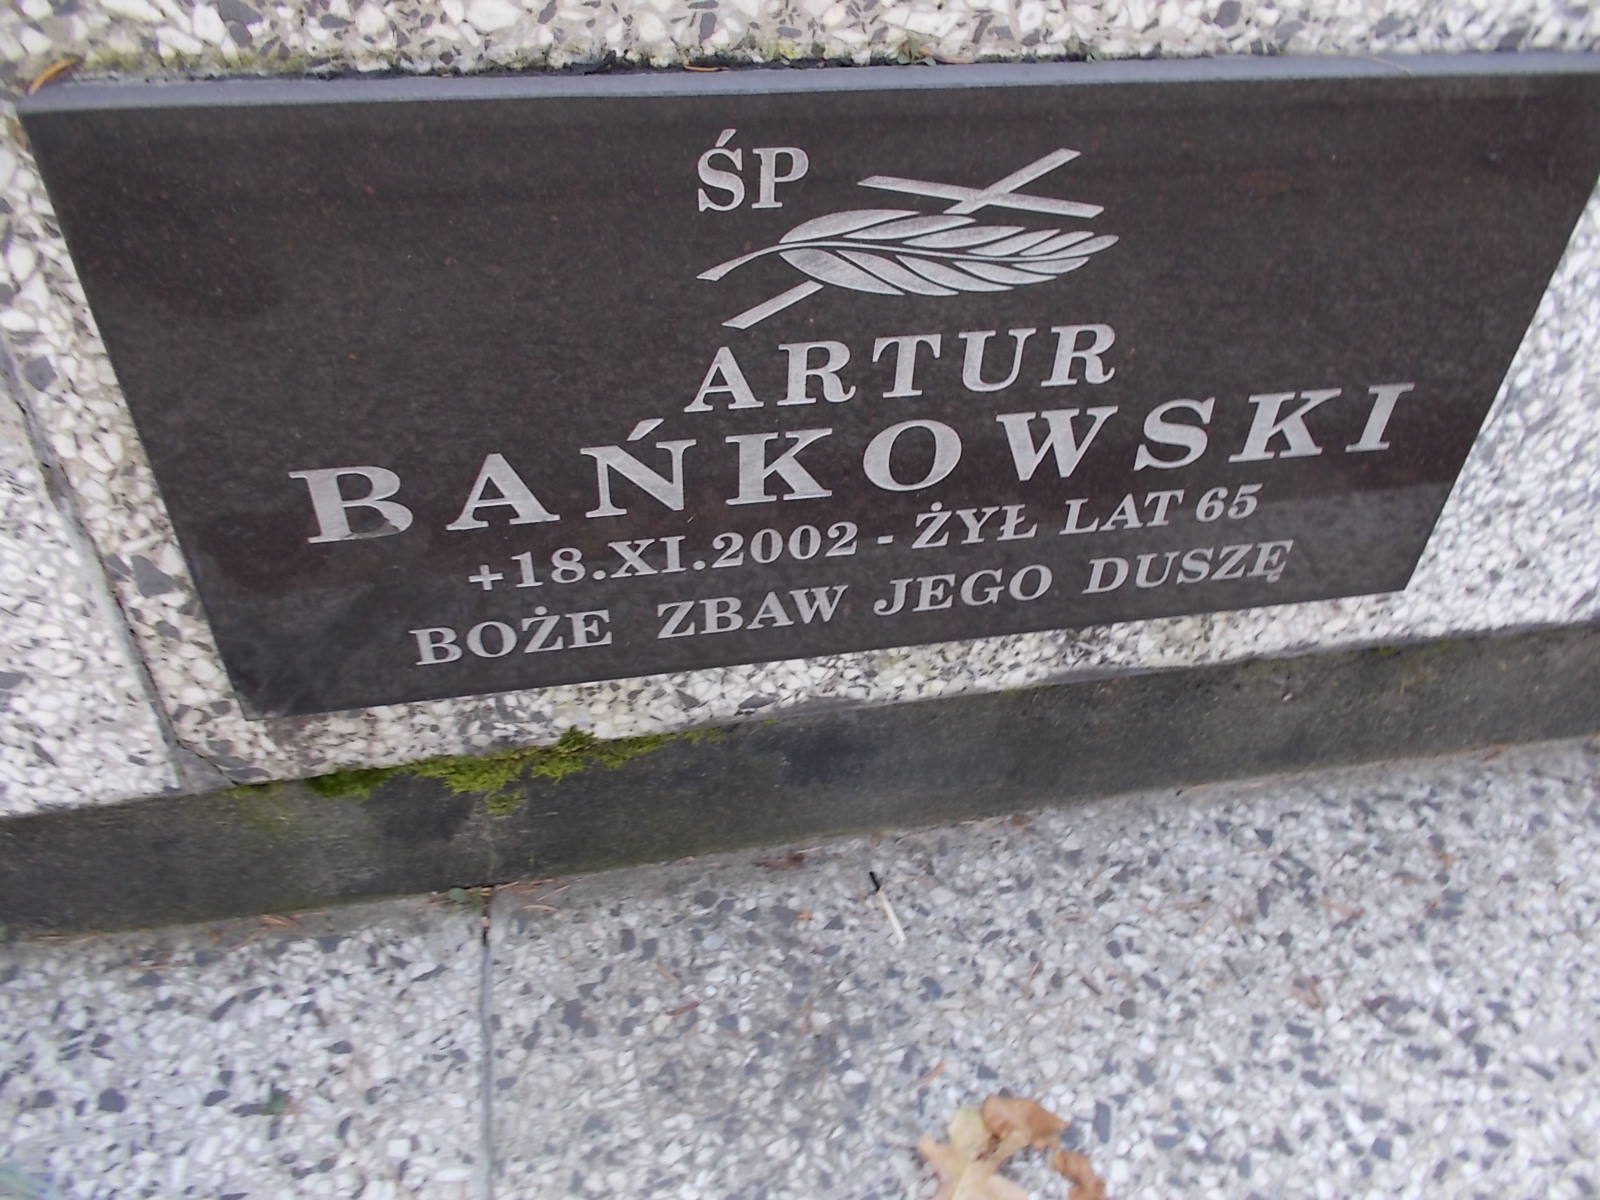 ŚP
ARTUR
BAŃKOWSKI
+18.XI.2002 - ŻYŁ LAT 65
BOŻE ZBAW JEGO DUSZĘ